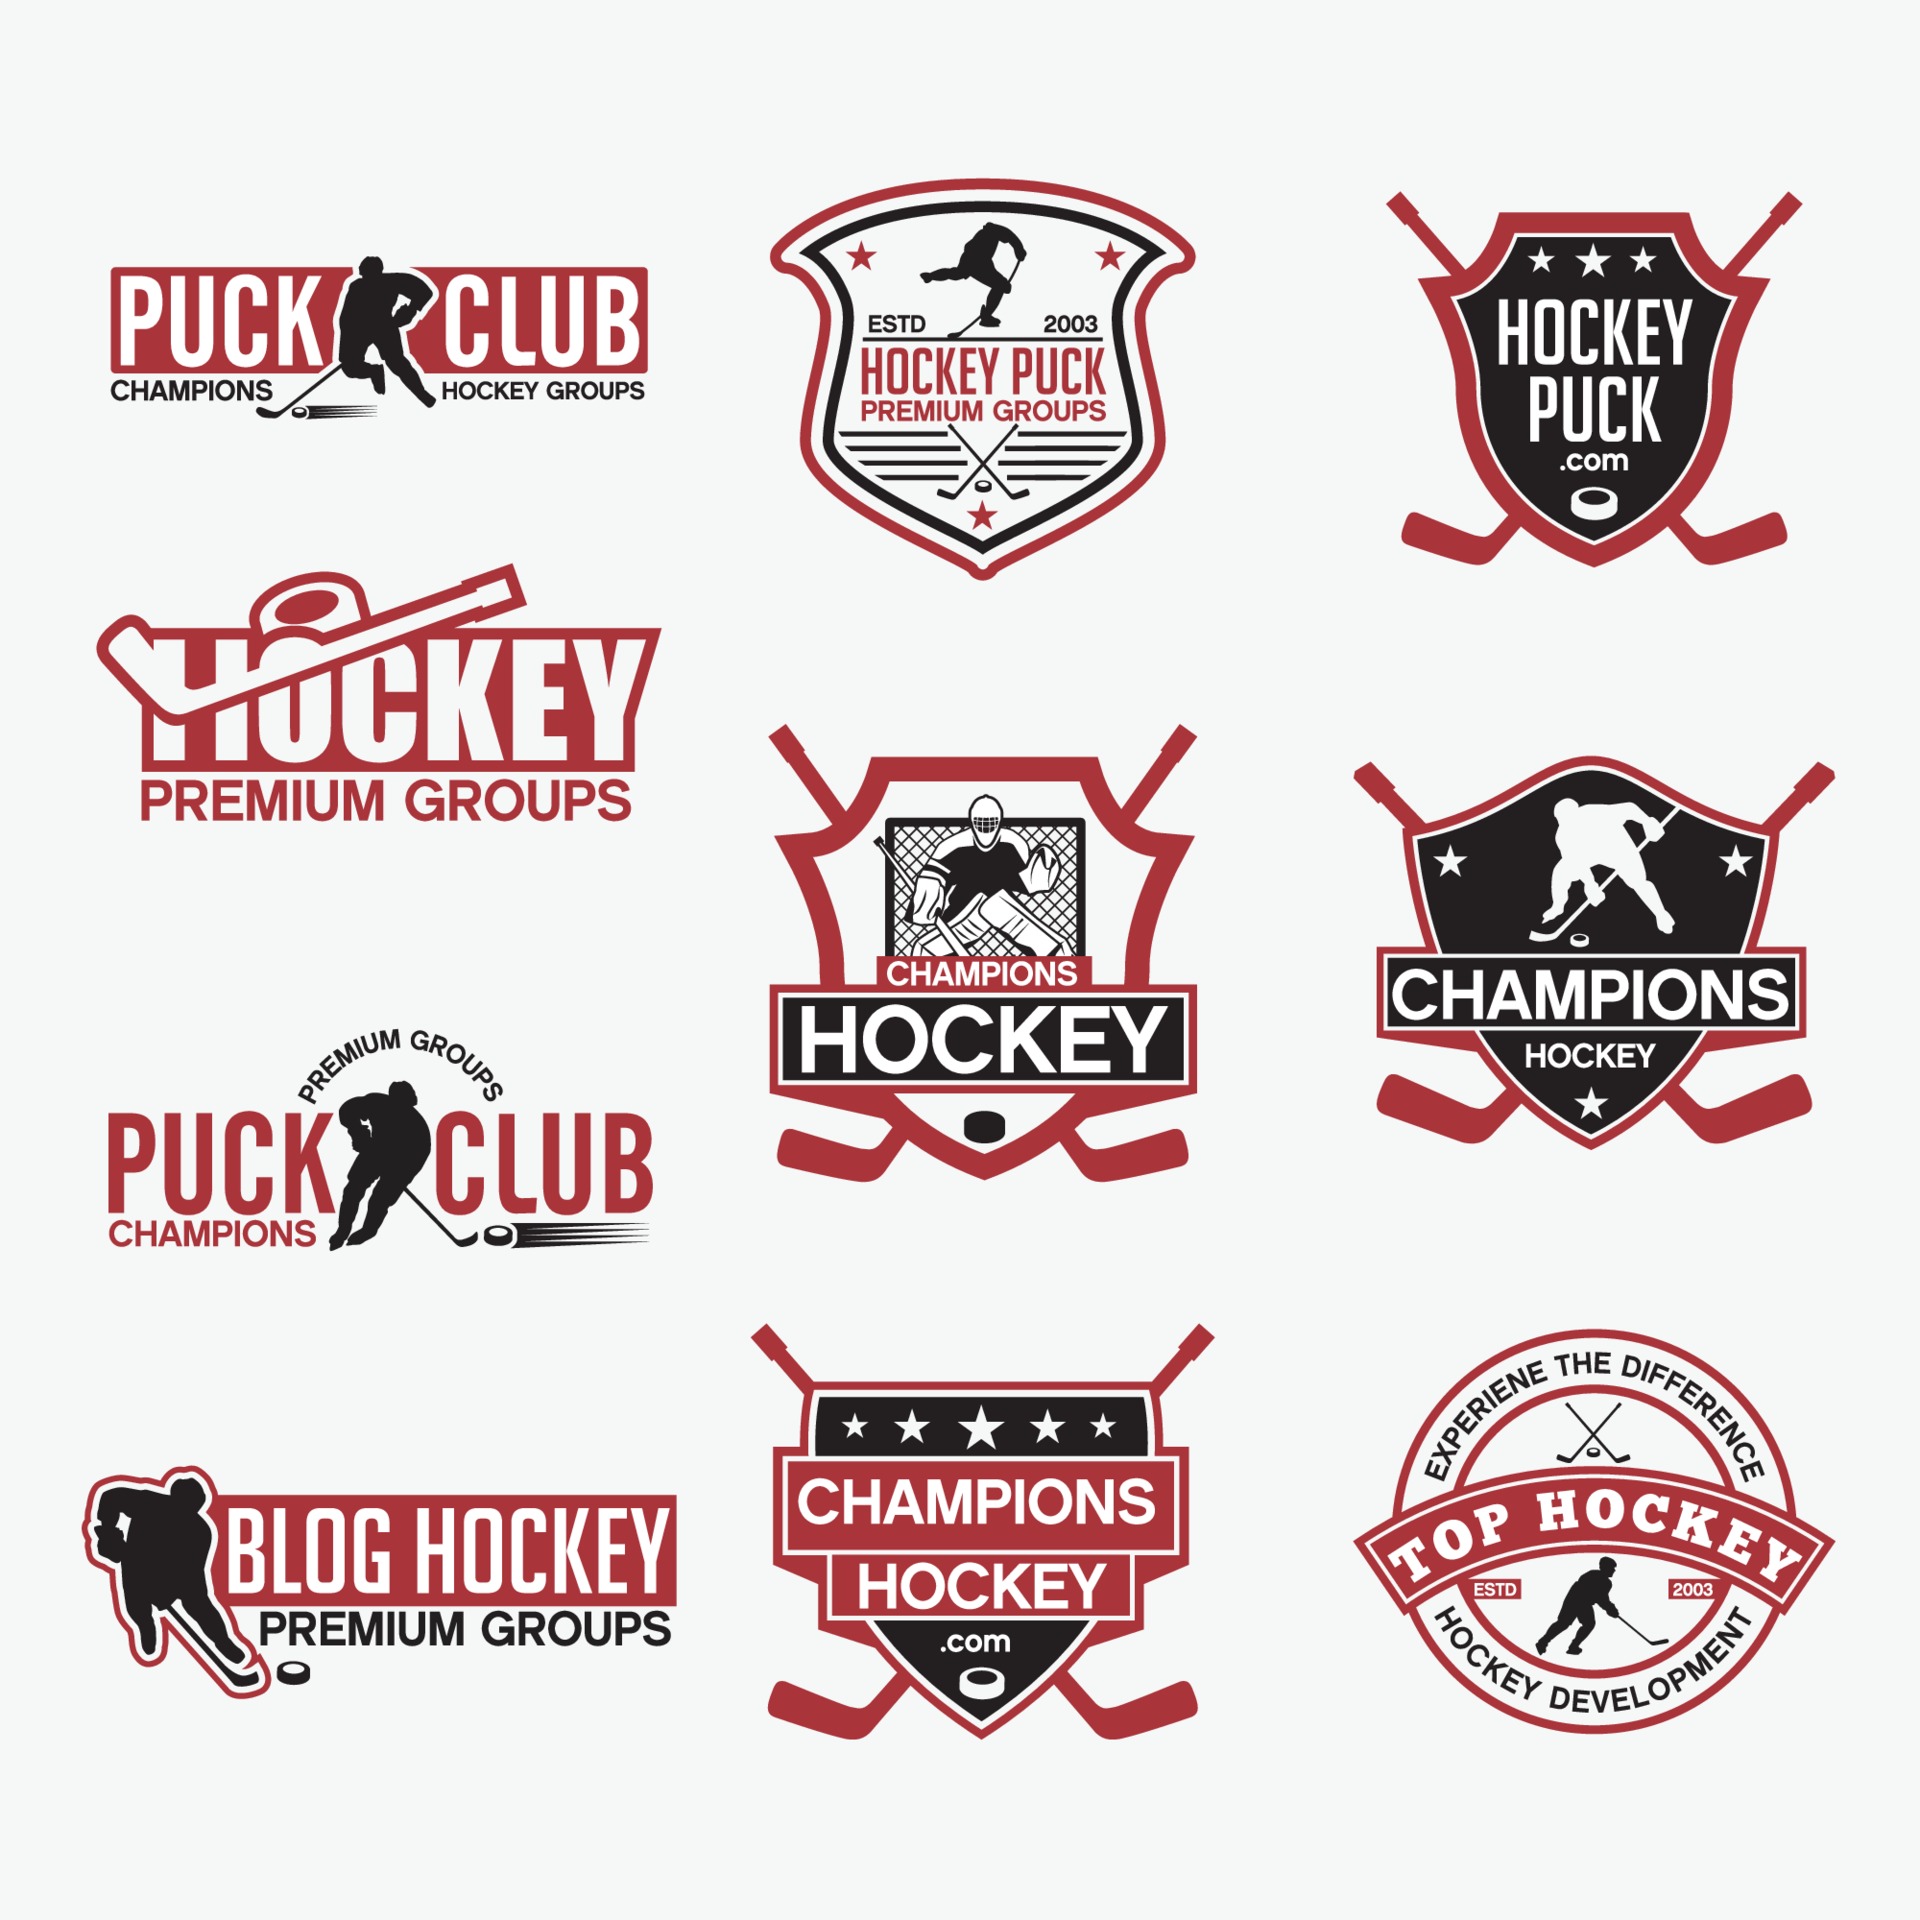 PUCK CLUB
CHAMPIONS HOCKEY GROUPS
HOCKEY
PREMIUM GROUPS
PREMIUM GROUPS
PUCK CLUB
CHAMPIONS
BLOG HOCKEY
PREMIUM GROUPS
ESTD 2003
HOCKEY PUCK
PREMIUM GROUPS
CHAMPIONS
HOCKEY
CHAMPIONS
HOCKEY
.com
HOCKEY
PUCK
.com
CHAMPIONS
HOCKEY
EXPERIENE THE DIFFERENCE
TOP HOCKEY
ESTD 2003
HOCKEY DEVELOPMENT